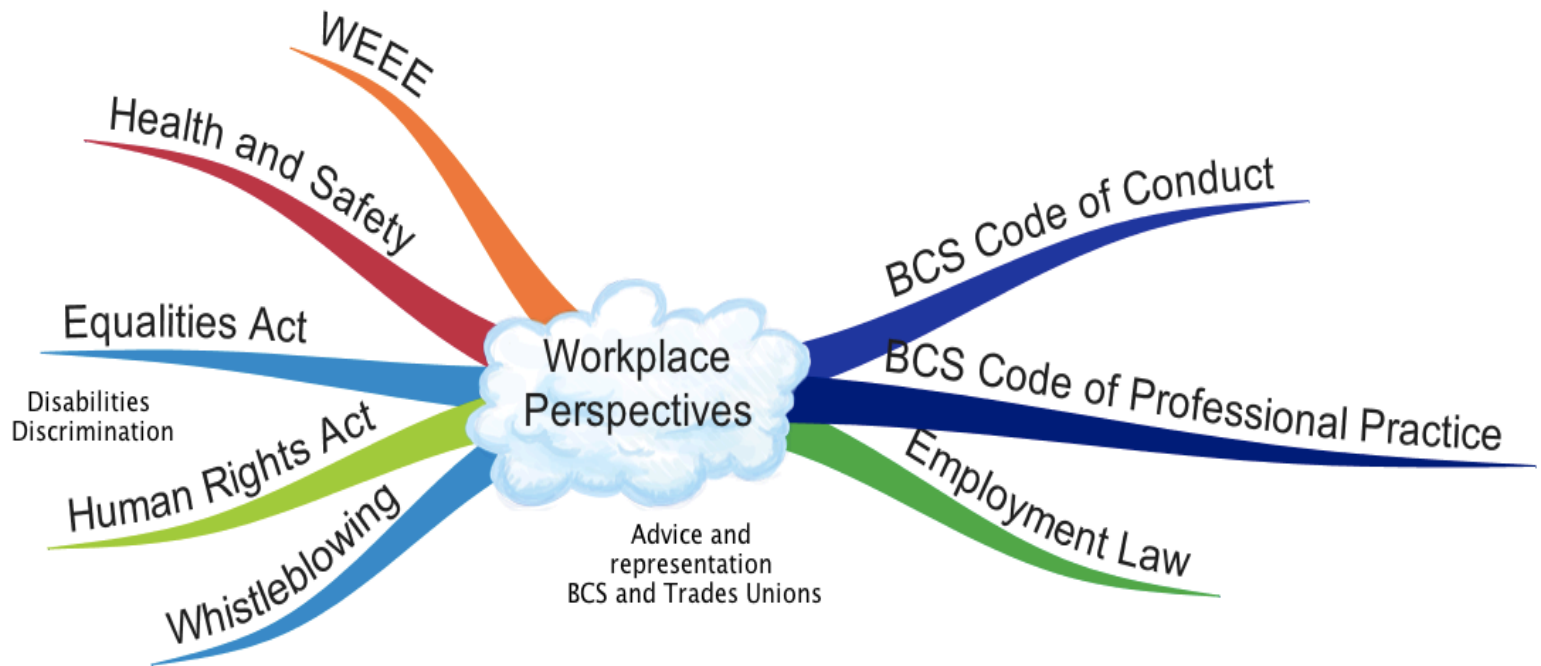 WEEE
Health and Safety
Equalities Act
Disabilities
Discrimination
Human Rights Act
Whistleblowing
Workplace
Perspectives
Advice and
representation
BCS and Trades Unions
BCS Code of Conduct
BCS Code of Professional Practice
Employment Law